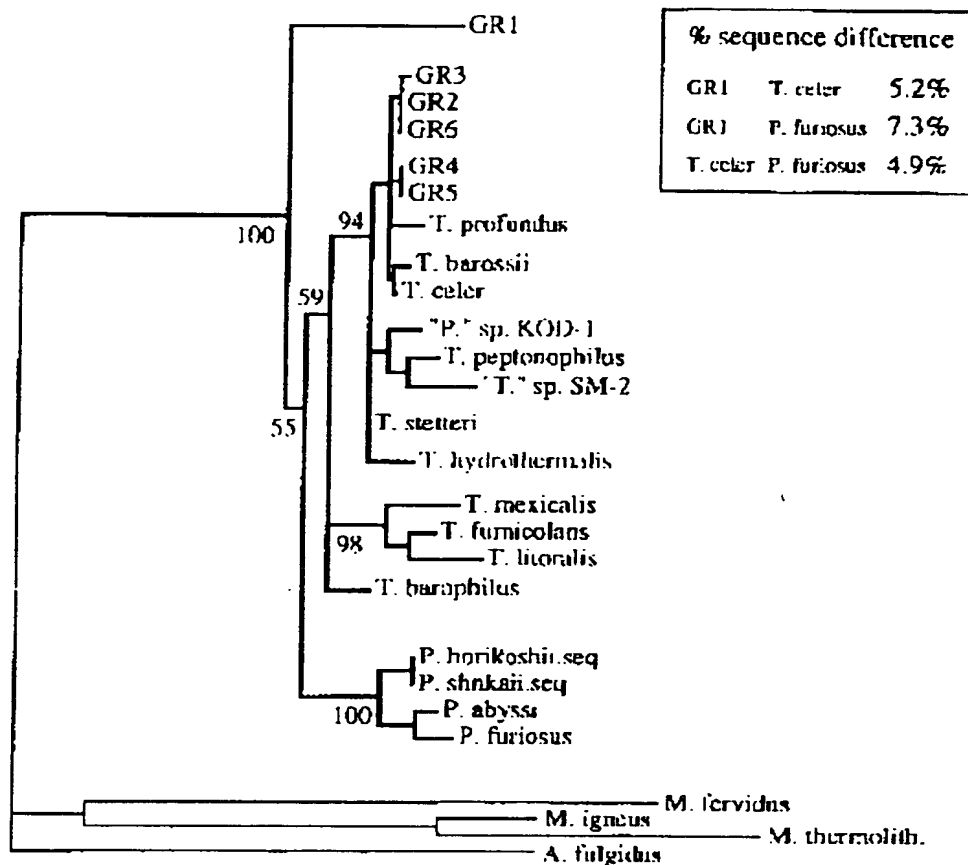 GR1
GR3
GR2
GR6
GR4
GR5
T. profundus
T. barossii
T. celer
"P." sp. KOD-1
T. peptonophilus
"T." sp. SM-2
T. stetteri
T. hydrothermalis
T. mexicalis
T. fumicolans
T. litoralis
T. barophilus
P. horikoshii.seq
P. shnkaii.seq
P. abyssi
P. furiosus
M. fervidus
M. igneus
M. thermolith.
A. fulgidus
100
94
59
55
98
100
% sequence difference
GR1 T. celer 5.2%
GR1 P. furiosus 7.3%
T. celer P. furiosus 4.9%